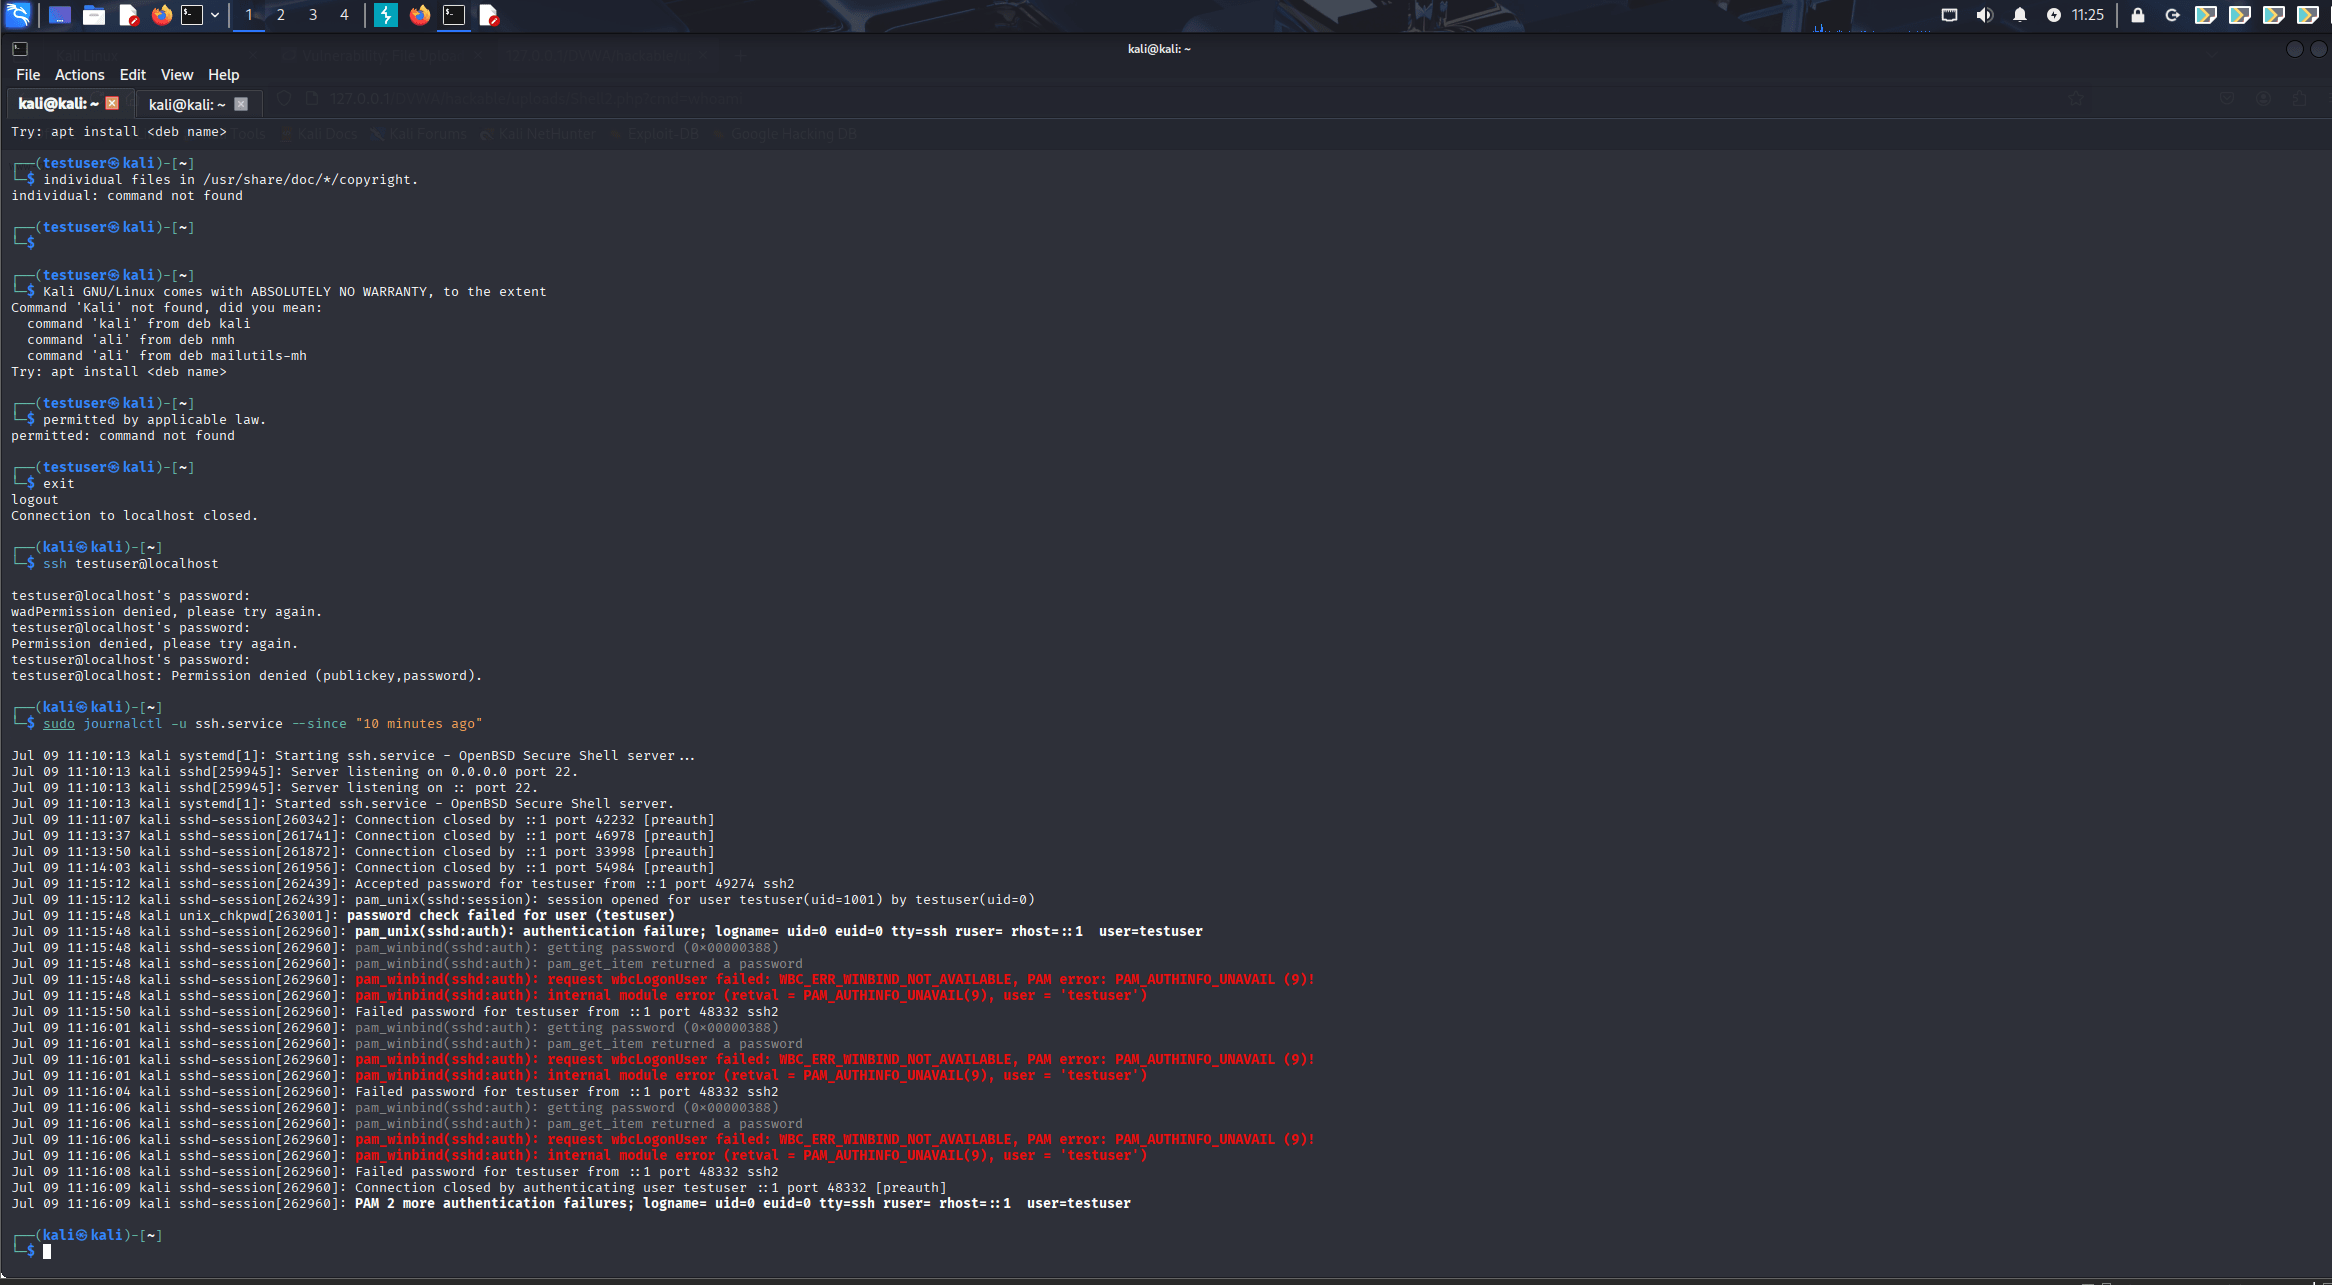 1 2 3 4 11:25
kali@kali: ~
File Actions Edit View Help
kali@kali: ~ kali@kali: ~
127.0.0.1
Try: apt install <deb name>
Tools Kali Docs Kali Forums Kali NetHunter Exploit-DB Google Hacking DB
┌──(testuser㉿kali)-[~]
└─$ individual files in /usr/share/doc/*/copyright.
individual: command not found
┌──(testuser㉿kali)-[~]
└─$
┌──(testuser㉿kali)-[~]
└─$ Kali GNU/Linux comes with ABSOLUTELY NO WARRANTY, to the extent
Command 'Kali' not found, did you mean:
command 'kali' from deb kali
command 'ali' from deb nmh
command 'ali' from deb mailutils-mh
Try: apt install <deb name>
┌──(testuser㉿kali)-[~]
└─$ permitted by applicable law.
permitted: command not found
┌──(testuser㉿kali)-[~]
└─$ exit
logout
Connection to localhost closed.
┌──(kali㉿kali)-[~]
└─$ ssh testuser@localhost
testuser@localhost's password:
wadPermission denied, please try again.
testuser@localhost's password:
Permission denied, please try again.
testuser@localhost's password:
testuser@localhost: Permission denied (publickey,password).
┌──(kali㉿kali)-[~]
└─$ sudo journalctl -u ssh.service --since "10 minutes ago"
Jul 09 11:10:13 kali systemd[1]: Starting ssh.service - OpenBSD Secure Shell server...
Jul 09 11:10:13 kali sshd[259945]: Server listening on 0.0.0.0 port 22.
Jul 09 11:10:13 kali sshd[259945]: Server listening on :: port 22.
Jul 09 11:10:13 kali systemd[1]: Started ssh.service - OpenBSD Secure Shell server.
Jul 09 11:11:07 kali sshd-session[260342]: Connection closed by ::1 port 42232 [preauth]
Jul 09 11:13:37 kali sshd-session[261741]: Connection closed by ::1 port 46978 [preauth]
Jul 09 11:13:50 kali sshd-session[261872]: Connection closed by ::1 port 33998 [preauth]
Jul 09 11:14:03 kali sshd-session[261956]: Connection closed by ::1 port 54984 [preauth]
Jul 09 11:15:12 kali sshd-session[262439]: Accepted password for testuser from ::1 port 49274 ssh2
Jul 09 11:15:12 kali sshd-session[262439]: pam_unix(sshd:session): session opened for user testuser(uid=1001) by testuser(uid=0)
Jul 09 11:15:48 kali unix_chkpwd[263001]: password check failed for user (testuser)
Jul 09 11:15:48 kali sshd-session[262960]: pam_unix(sshd:auth): authentication failure; logname= uid=0 euid=0 tty=ssh ruser= rhost=::1  user=testuser
Jul 09 11:15:48 kali sshd-session[262960]: pam_winbind(sshd:auth): getting password (0x00000388)
Jul 09 11:15:48 kali sshd-session[262960]: pam_winbind(sshd:auth): pam_get_item returned a password
Jul 09 11:15:48 kali sshd-session[262960]: pam_winbind(sshd:auth): request wbcLogonUser failed: WBC_ERR_WINBIND_NOT_AVAILABLE, PAM error: PAM_AUTHINFO_UNAVAIL (9)!
Jul 09 11:15:48 kali sshd-session[262960]: pam_winbind(sshd:auth): internal module error (retval = PAM_AUTHINFO_UNAVAIL(9), user = 'testuser')
Jul 09 11:15:50 kali sshd-session[262960]: Failed password for testuser from ::1 port 48332 ssh2
Jul 09 11:16:01 kali sshd-session[262960]: pam_winbind(sshd:auth): getting password (0x00000388)
Jul 09 11:16:01 kali sshd-session[262960]: pam_winbind(sshd:auth): pam_get_item returned a password
Jul 09 11:16:01 kali sshd-session[262960]: pam_winbind(sshd:auth): request wbcLogonUser failed: WBC_ERR_WINBIND_NOT_AVAILABLE, PAM error: PAM_AUTHINFO_UNAVAIL (9)!
Jul 09 11:16:01 kali sshd-session[262960]: pam_winbind(sshd:auth): internal module error (retval = PAM_AUTHINFO_UNAVAIL(9), user = 'testuser')
Jul 09 11:16:04 kali sshd-session[262960]: Failed password for testuser from ::1 port 48332 ssh2
Jul 09 11:16:06 kali sshd-session[262960]: pam_winbind(sshd:auth): getting password (0x00000388)
Jul 09 11:16:06 kali sshd-session[262960]: pam_winbind(sshd:auth): pam_get_item returned a password
Jul 09 11:16:06 kali sshd-session[262960]: pam_winbind(sshd:auth): request wbcLogonUser failed: WBC_ERR_WINBIND_NOT_AVAILABLE, PAM error: PAM_AUTHINFO_UNAVAIL (9)!
Jul 09 11:16:06 kali sshd-session[262960]: pam_winbind(sshd:auth): internal module error (retval = PAM_AUTHINFO_UNAVAIL(9), user = 'testuser')
Jul 09 11:16:08 kali sshd-session[262960]: Failed password for testuser from ::1 port 48332 ssh2
Jul 09 11:16:09 kali sshd-session[262960]: Connection closed by authenticating user testuser ::1 port 48332 [preauth]
Jul 09 11:16:09 kali sshd-session[262960]: PAM 2 more authentication failures; logname= uid=0 euid=0 tty=ssh ruser= rhost=::1  user=testuser
┌──(kali㉿kali)-[~]
└─$